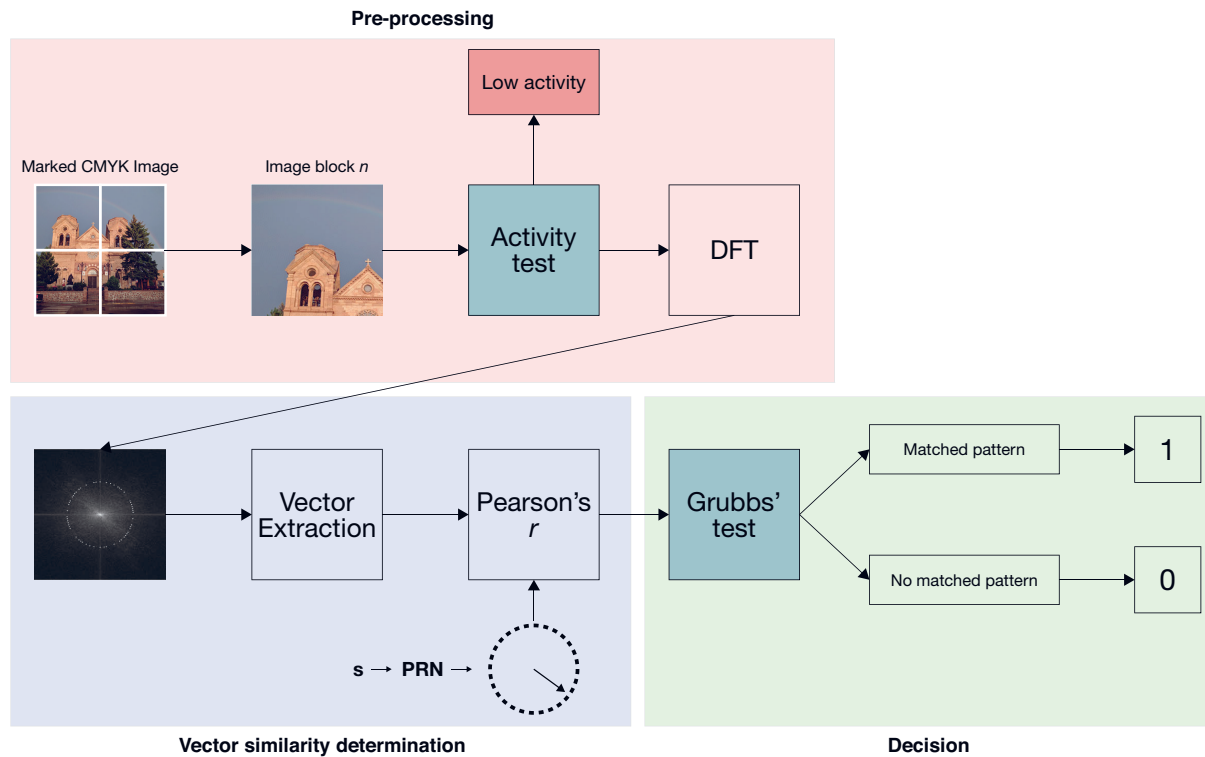 Pre-processing
Low activity
Marked CMYK Image
Image block n
Activity
test
DFT
Vector
Extraction
Pearson's
r
s
PRN
Grubbs'
test
Matched pattern
1
No matched pattern
0
Vector similarity determination
Decision